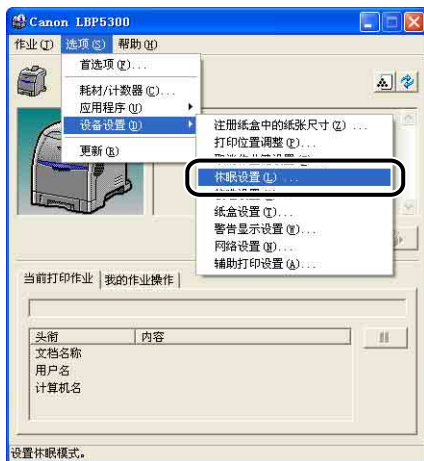 Canon LBP5300
作业(J) 选项(S) 帮助(H)
首选项(P)...
耗材/计数器(C)...
应用程序(U)
设备设置(D)
更新(R)
注册纸盒中的纸张尺寸(Z) ...
打印位置调整(P)...
休眠设置(L) ...
纸盒设置(T)...
警告显示设置(W)...
网络设置(N)...
辅助打印设置(A)...
当前打印作业 我的作业操作
头衔 内容
文档名称
用户名
计算机名
设置休眠模式。